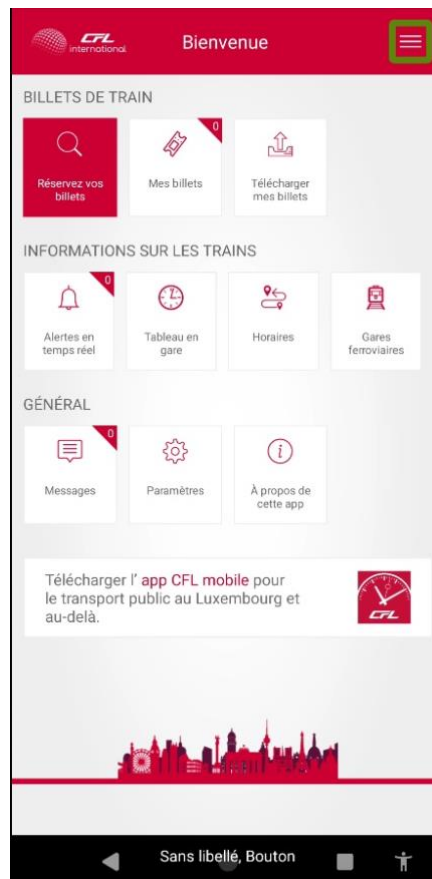 CFL
international
Bienvenue
BILLETS DE TRAIN
0
Réservez vos
billets
Mes billets
Télécharger
mes billets
INFORMATIONS SUR LES TRAINS
0
Alertes en
temps réel
Tableau en
gare
Horaires
Gares
ferroviaires
GÉNÉRAL
0
Messages
Paramètres
i
À propos de
cette app
Télécharger l' app CFL mobile pour
le transport public au Luxembourg et
au-delà.
CFL
Sans libellé, Bouton